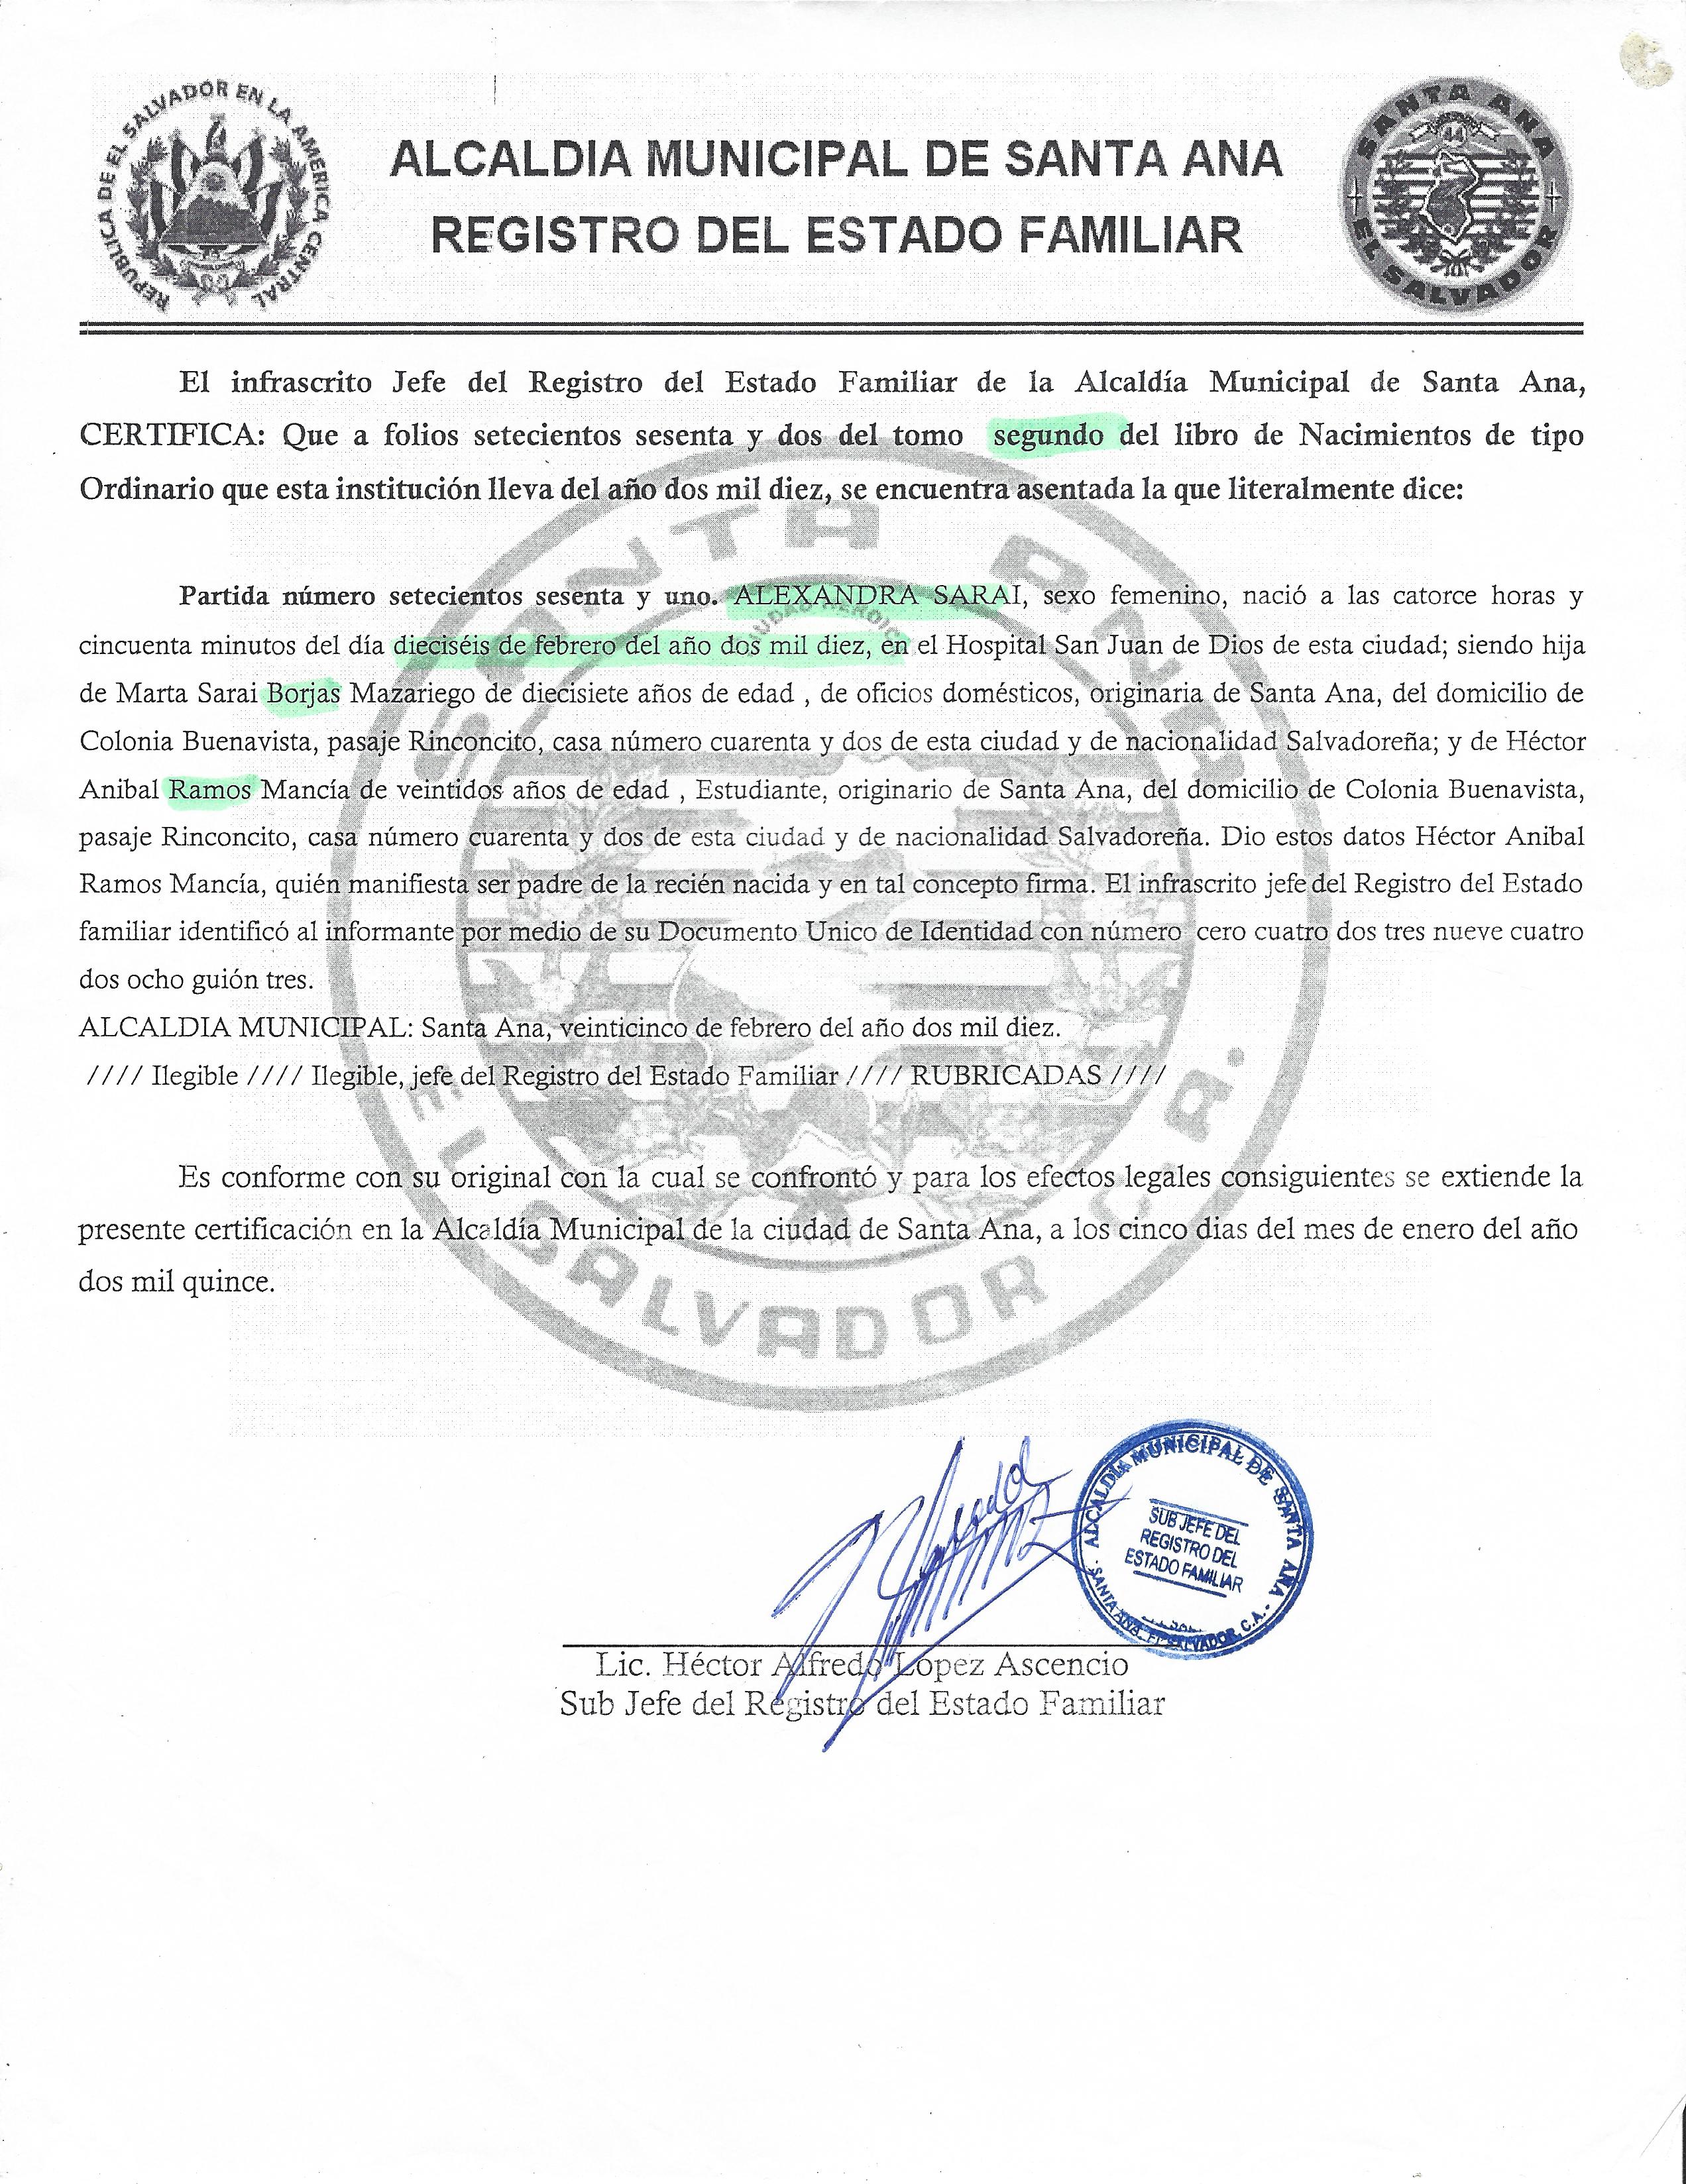 REPUBLICA DE EL SALVADOR EN LA AMERICA CENTRAL
ALCALDIA MUNICIPAL DE SANTA ANA
REGISTRO DEL ESTADO FAMILIAR
SANTA ANA
44
EL SALVADOR
El infrascrito Jefe del Registro del Estado Familiar de la Alcaldía Municipal de Santa Ana,
CERTIFICA: Que a folios setecientos sesenta y dos del tomo segundo del libro de Nacimientos de tipo
Ordinario que esta institución lleva del año dos mil diez, se encuentra asentada la que literalmente dice:
Partida número setecientos sesenta y uno. ALEXANDRA SARAI, sexo femenino, nació a las catorce horas y
cincuenta minutos del día dieciséis de febrero del año dos mil diez, en el Hospital San Juan de Dios de esta ciudad; siendo hija
de Marta Sarai Borjas Mazariego de diecisiete años de edad , de oficios domésticos, originaria de Santa Ana, del domicilio de
Colonia Buenavista, pasaje Rinconcito, casa número cuarenta y dos de esta ciudad y de nacionalidad Salvadoreña; y de Héctor
Anibal Ramos Mancía de veintidos años de edad , Estudiante, originario de Santa Ana, del domicilio de Colonia Buenavista,
pasaje Rinconcito, casa número cuarenta y dos de esta ciudad y de nacionalidad Salvadoreña. Dio estos datos Héctor Anibal
Ramos Mancía, quién manifiesta ser padre de la recién nacida y en tal concepto firma. El infrascrito jefe del Registro del Estado
familiar identificó al informante por medio de su Documento Unico de Identidad con número cero cuatro dos tres nueve cuatro
dos ocho guión tres.
ALCALDIA MUNICIPAL: Santa Ana, veinticinco de febrero del año dos mil diez.
//// Ilegible //// Ilegible, jefe del Registro del Estado Familiar //// RUBRICADAS ////
Es conforme con su original con la cual se confrontó y para los efectos legales consiguientes se extiende la
presente certificación en la Alcaldía Municipal de la ciudad de Santa Ana, a los cinco dias del mes de enero del año
dos mil quince.
SANTA ANA
EL SALVADOR C.A.
ALCALDIA MUNICIPAL DE SANTA ANA
SUB JEFE DEL
REGISTRO DEL
ESTADO FAMILIAR
SANTA ANA, EL SALVADOR, C.A.
Lic. Héctor Alfredo Lopez Ascencio
Sub Jefe del Registro del Estado Familiar